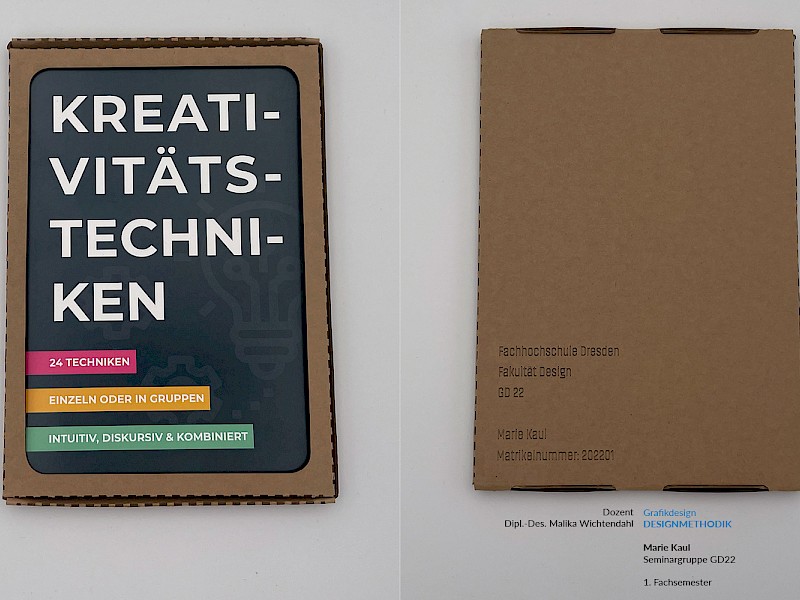 KREATI-
VITÄTS-
TECHNI-
KEN
24 TECHNIKEN
EINZELN ODER IN GRUPPEN
INTUITIV, DISKURSIV & KOMBINIERT
Fachhochschule Dresden
Fakultät Design
GD 22
Marie Kaul
Matrikelnummer: 202201
Dozent
Dipl.-Des. Malika Wichtendahl
Grafikdesign
DESIGNMETHODIK
Marie Kaul
Seminargruppe GD22
1. Fachsemester